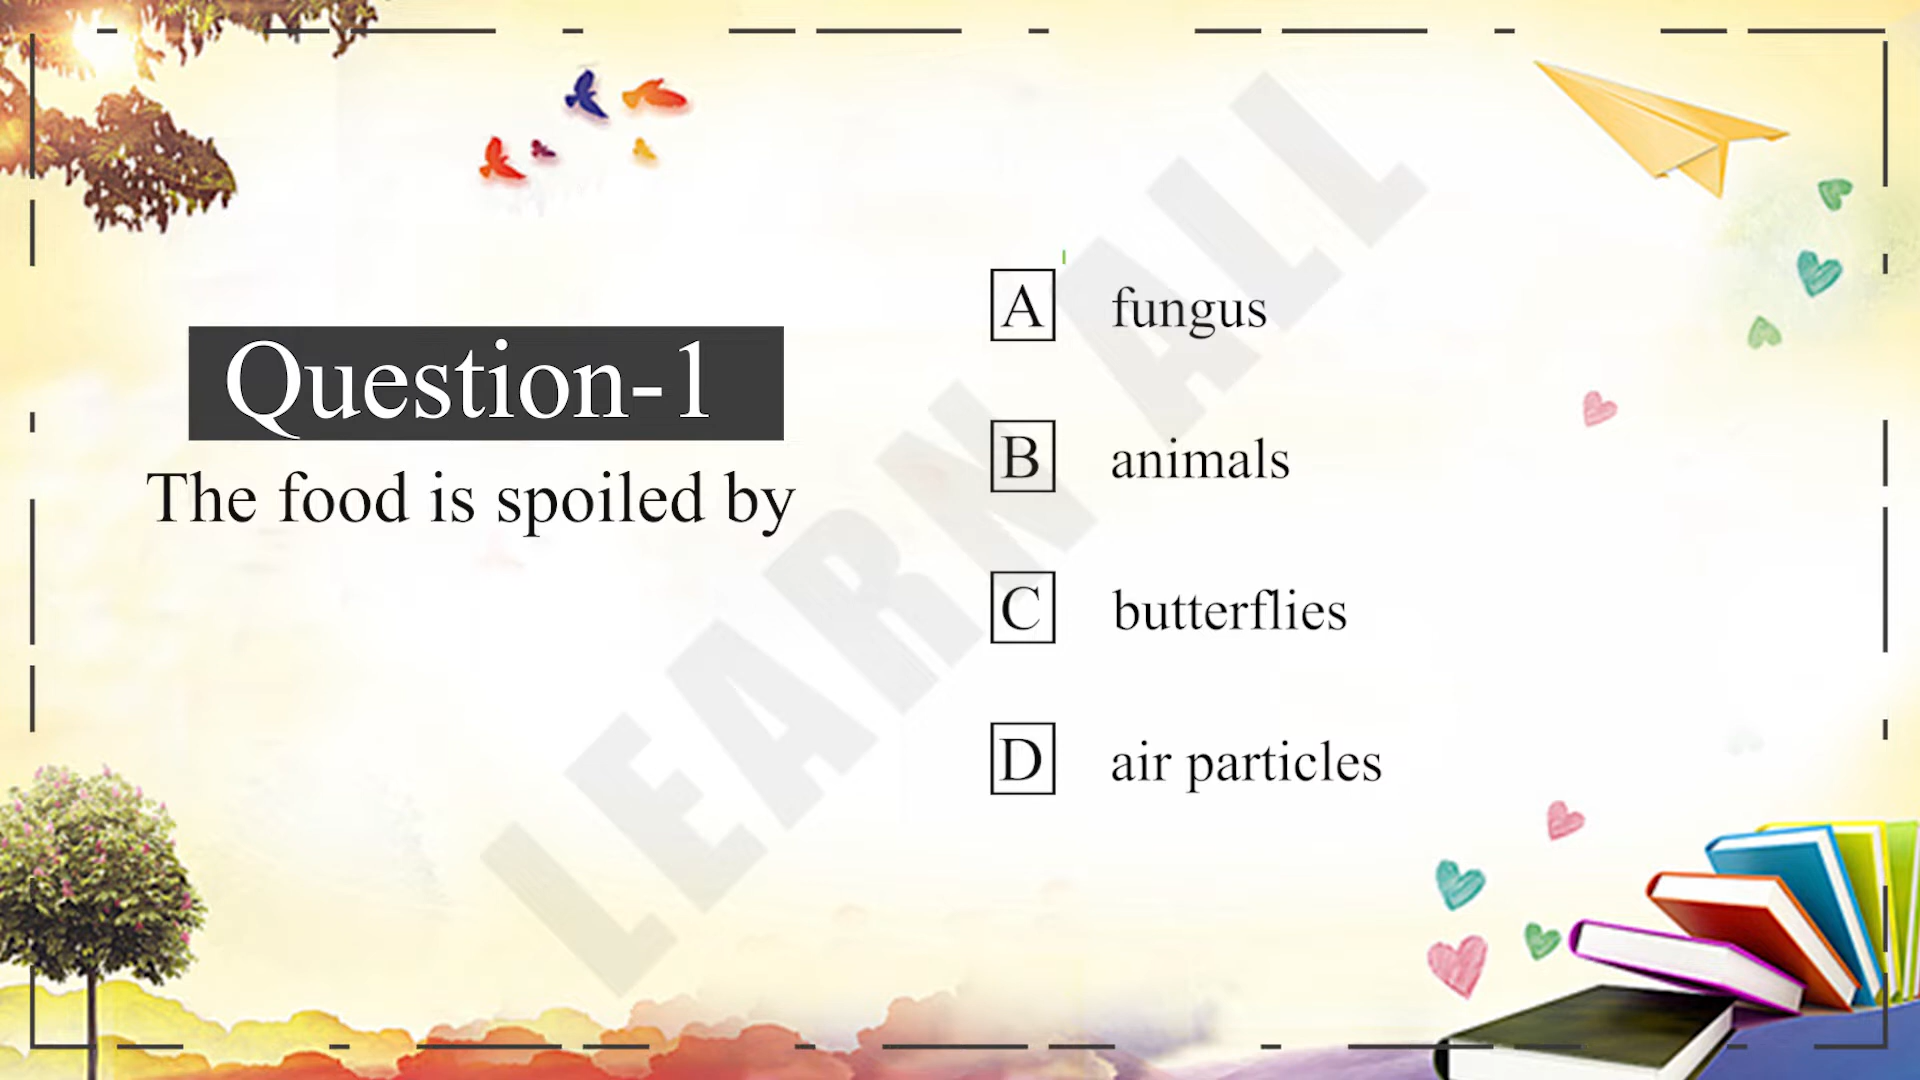 Question-1
The food is spoiled by
A fungus
B animals
C butterflies
D air particles
LEARN ALL